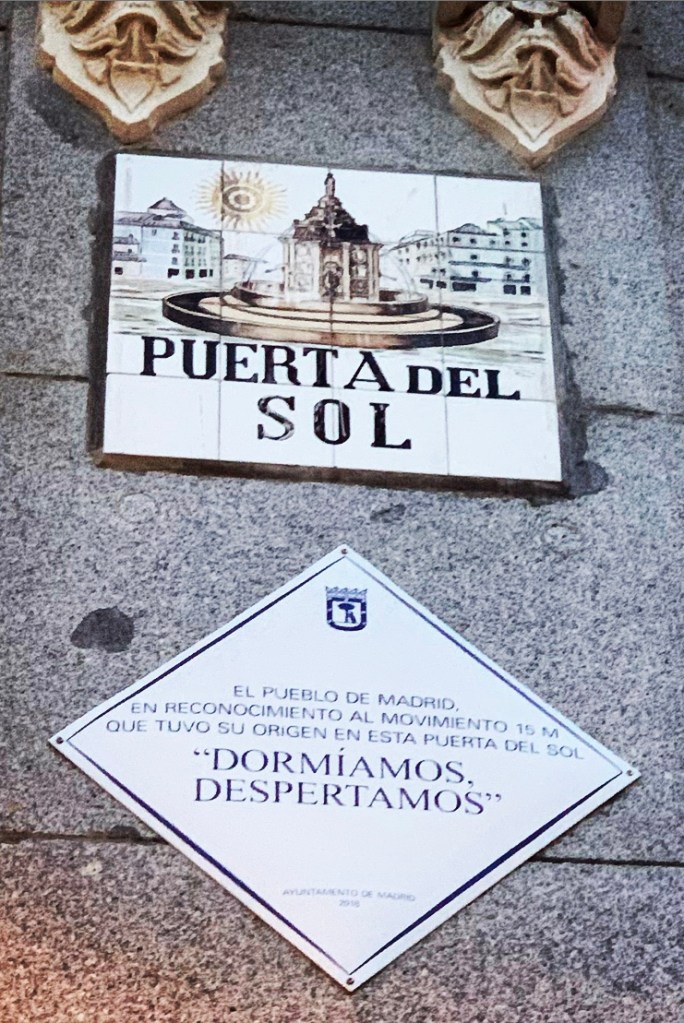 PUERTA DEL
SOL
EL PUEBLO DE MADRID,
EN RECONOCIMIENTO AL MOVIMIENTO 15 M
QUE TUVO SU ORIGEN EN ESTA PUERTA DEL SOL
“DORMÍAMOS,
DESPERTAMOS”
AYUNTAMIENTO DE MADRID
2018